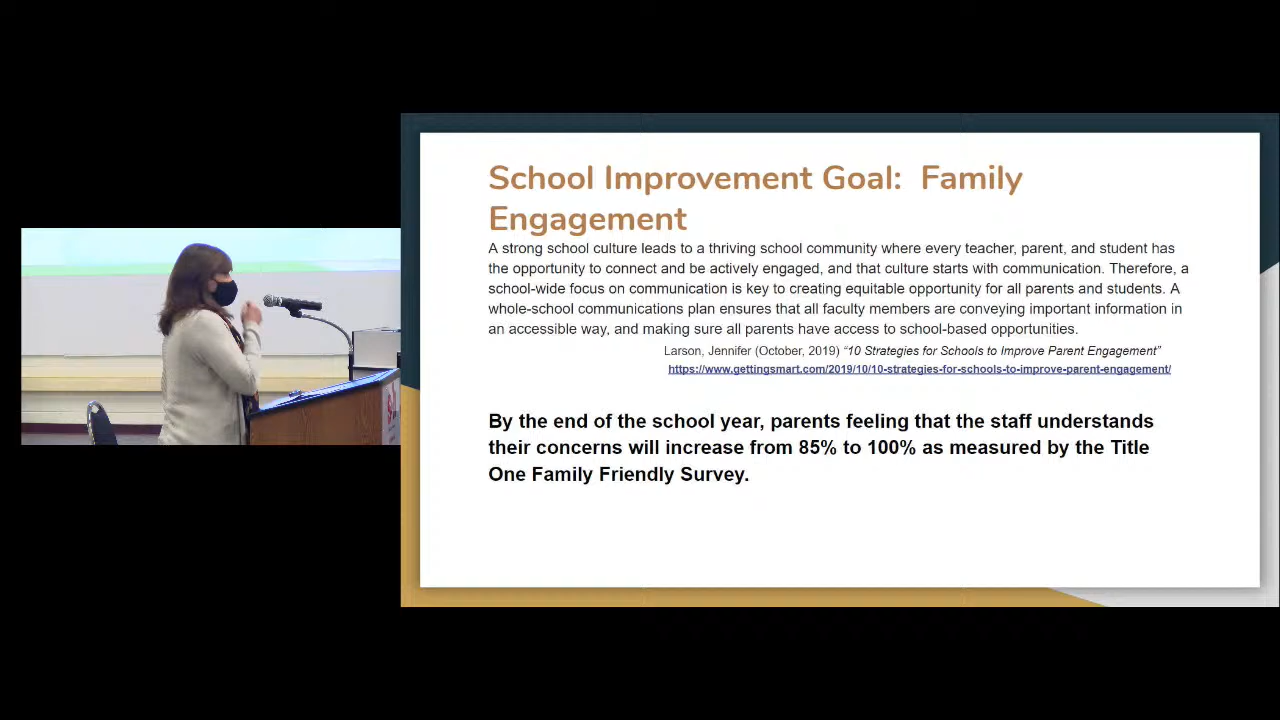 School Improvement Goal:  Family
Engagement
A strong school culture leads to a thriving school community where every teacher, parent, and student has
the opportunity to connect and be actively engaged, and that culture starts with communication. Therefore, a
school-wide focus on communication is key to creating equitable opportunity for all parents and students. A
whole-school communications plan ensures that all faculty members are conveying important information in
an accessible way, and making sure all parents have access to school-based opportunities.
Larson, Jennifer (October, 2019) “10 Strategies for Schools to Improve Parent Engagement”
https://www.gettingsmart.com/2019/10/10-strategies-for-schools-to-improve-parent-engagement/
By the end of the school year, parents feeling that the staff understands
their concerns will increase from 85% to 100% as measured by the Title
One Family Friendly Survey.